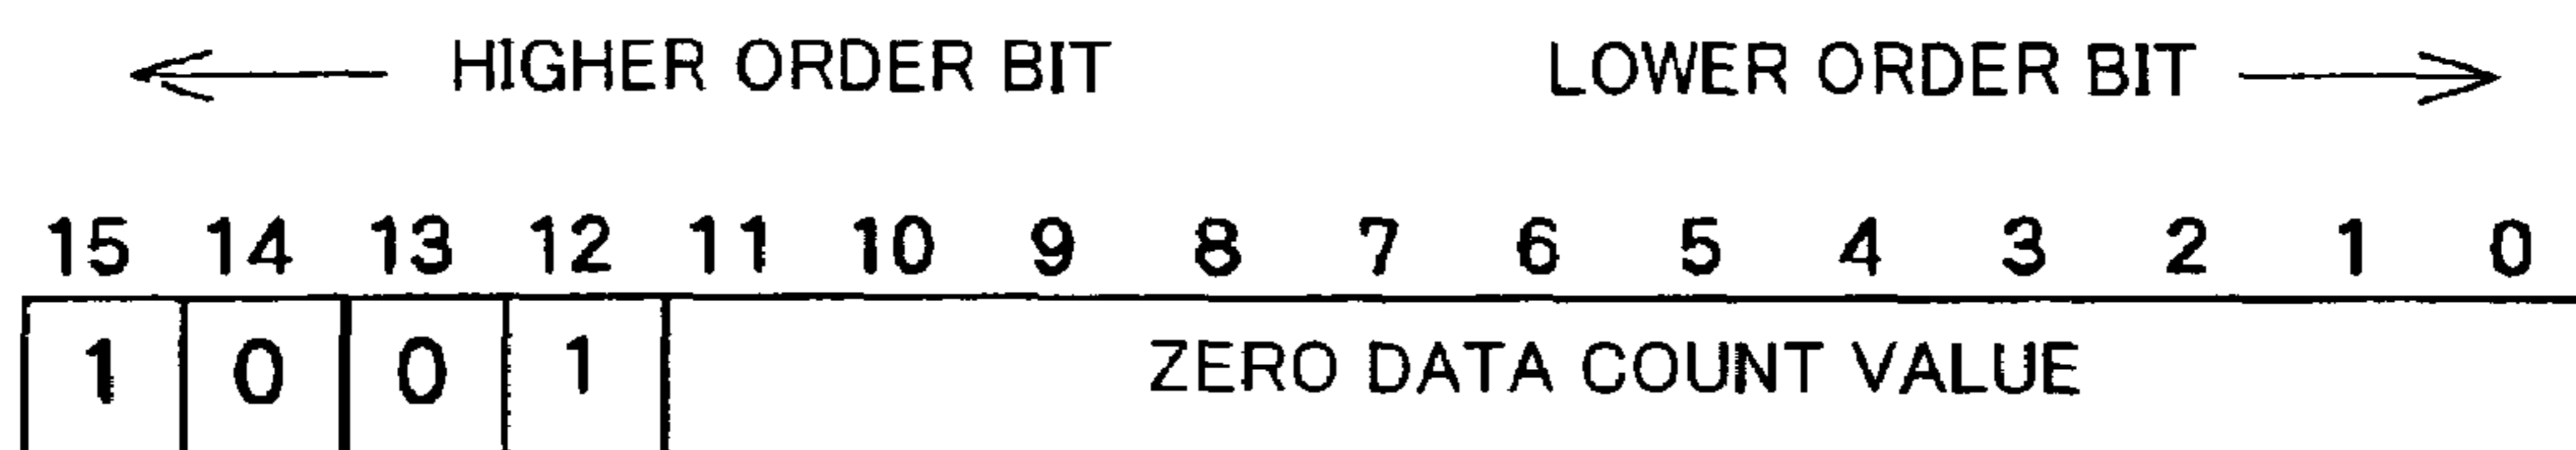 HIGHER ORDER BIT LOWER ORDER BIT
15 14 13 12 11 10 9 8 7 6 5 4 3 2 1 0
1 0 0 1 ZERO DATA COUNT VALUE